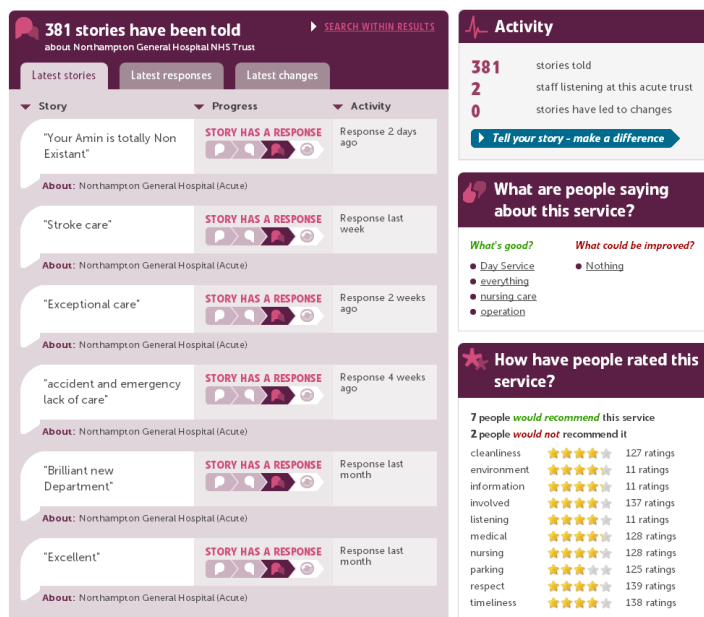 381 stories have been told
about Northampton General Hospital NHS Trust
SEARCH WITHIN RESULTS
Latest stories
Latest responses
Latest changes
Story
Progress
Activity
"Your Amin is totally Non
Existant"
STORY HAS A RESPONSE
Response 2 days
ago
About: Northampton General Hospital (Acute)
"Stroke care"
STORY HAS A RESPONSE
Response last
week
About: Northampton General Hospital (Acute)
"Exceptional care"
STORY HAS A RESPONSE
Response 2 weeks
ago
About: Northampton General Hospital (Acute)
"accident and emergency
lack of care"
STORY HAS A RESPONSE
Response 4 weeks
ago
About: Northampton General Hospital (Acute)
"Brilliant new
Department"
STORY HAS A RESPONSE
Response last
month
About: Northampton General Hospital (Acute)
"Excellent"
STORY HAS A RESPONSE
Response last
month
About: Northampton General Hospital (Acute)
Activity
381 stories told
2 staff listening at this acute trust
0 stories have led to changes
Tell your story - make a difference
What are people saying
about this service?
What's good?
Day Service
everything
nursing care
operation
What could be improved?
Nothing
How have people rated this
service?
7 people would recommend this service
2 people would not recommend it
cleanliness 127 ratings
environment 11 ratings
information 11 ratings
involved 137 ratings
listening 11 ratings
medical 128 ratings
nursing 128 ratings
parking 125 ratings
respect 139 ratings
timeliness 138 ratings